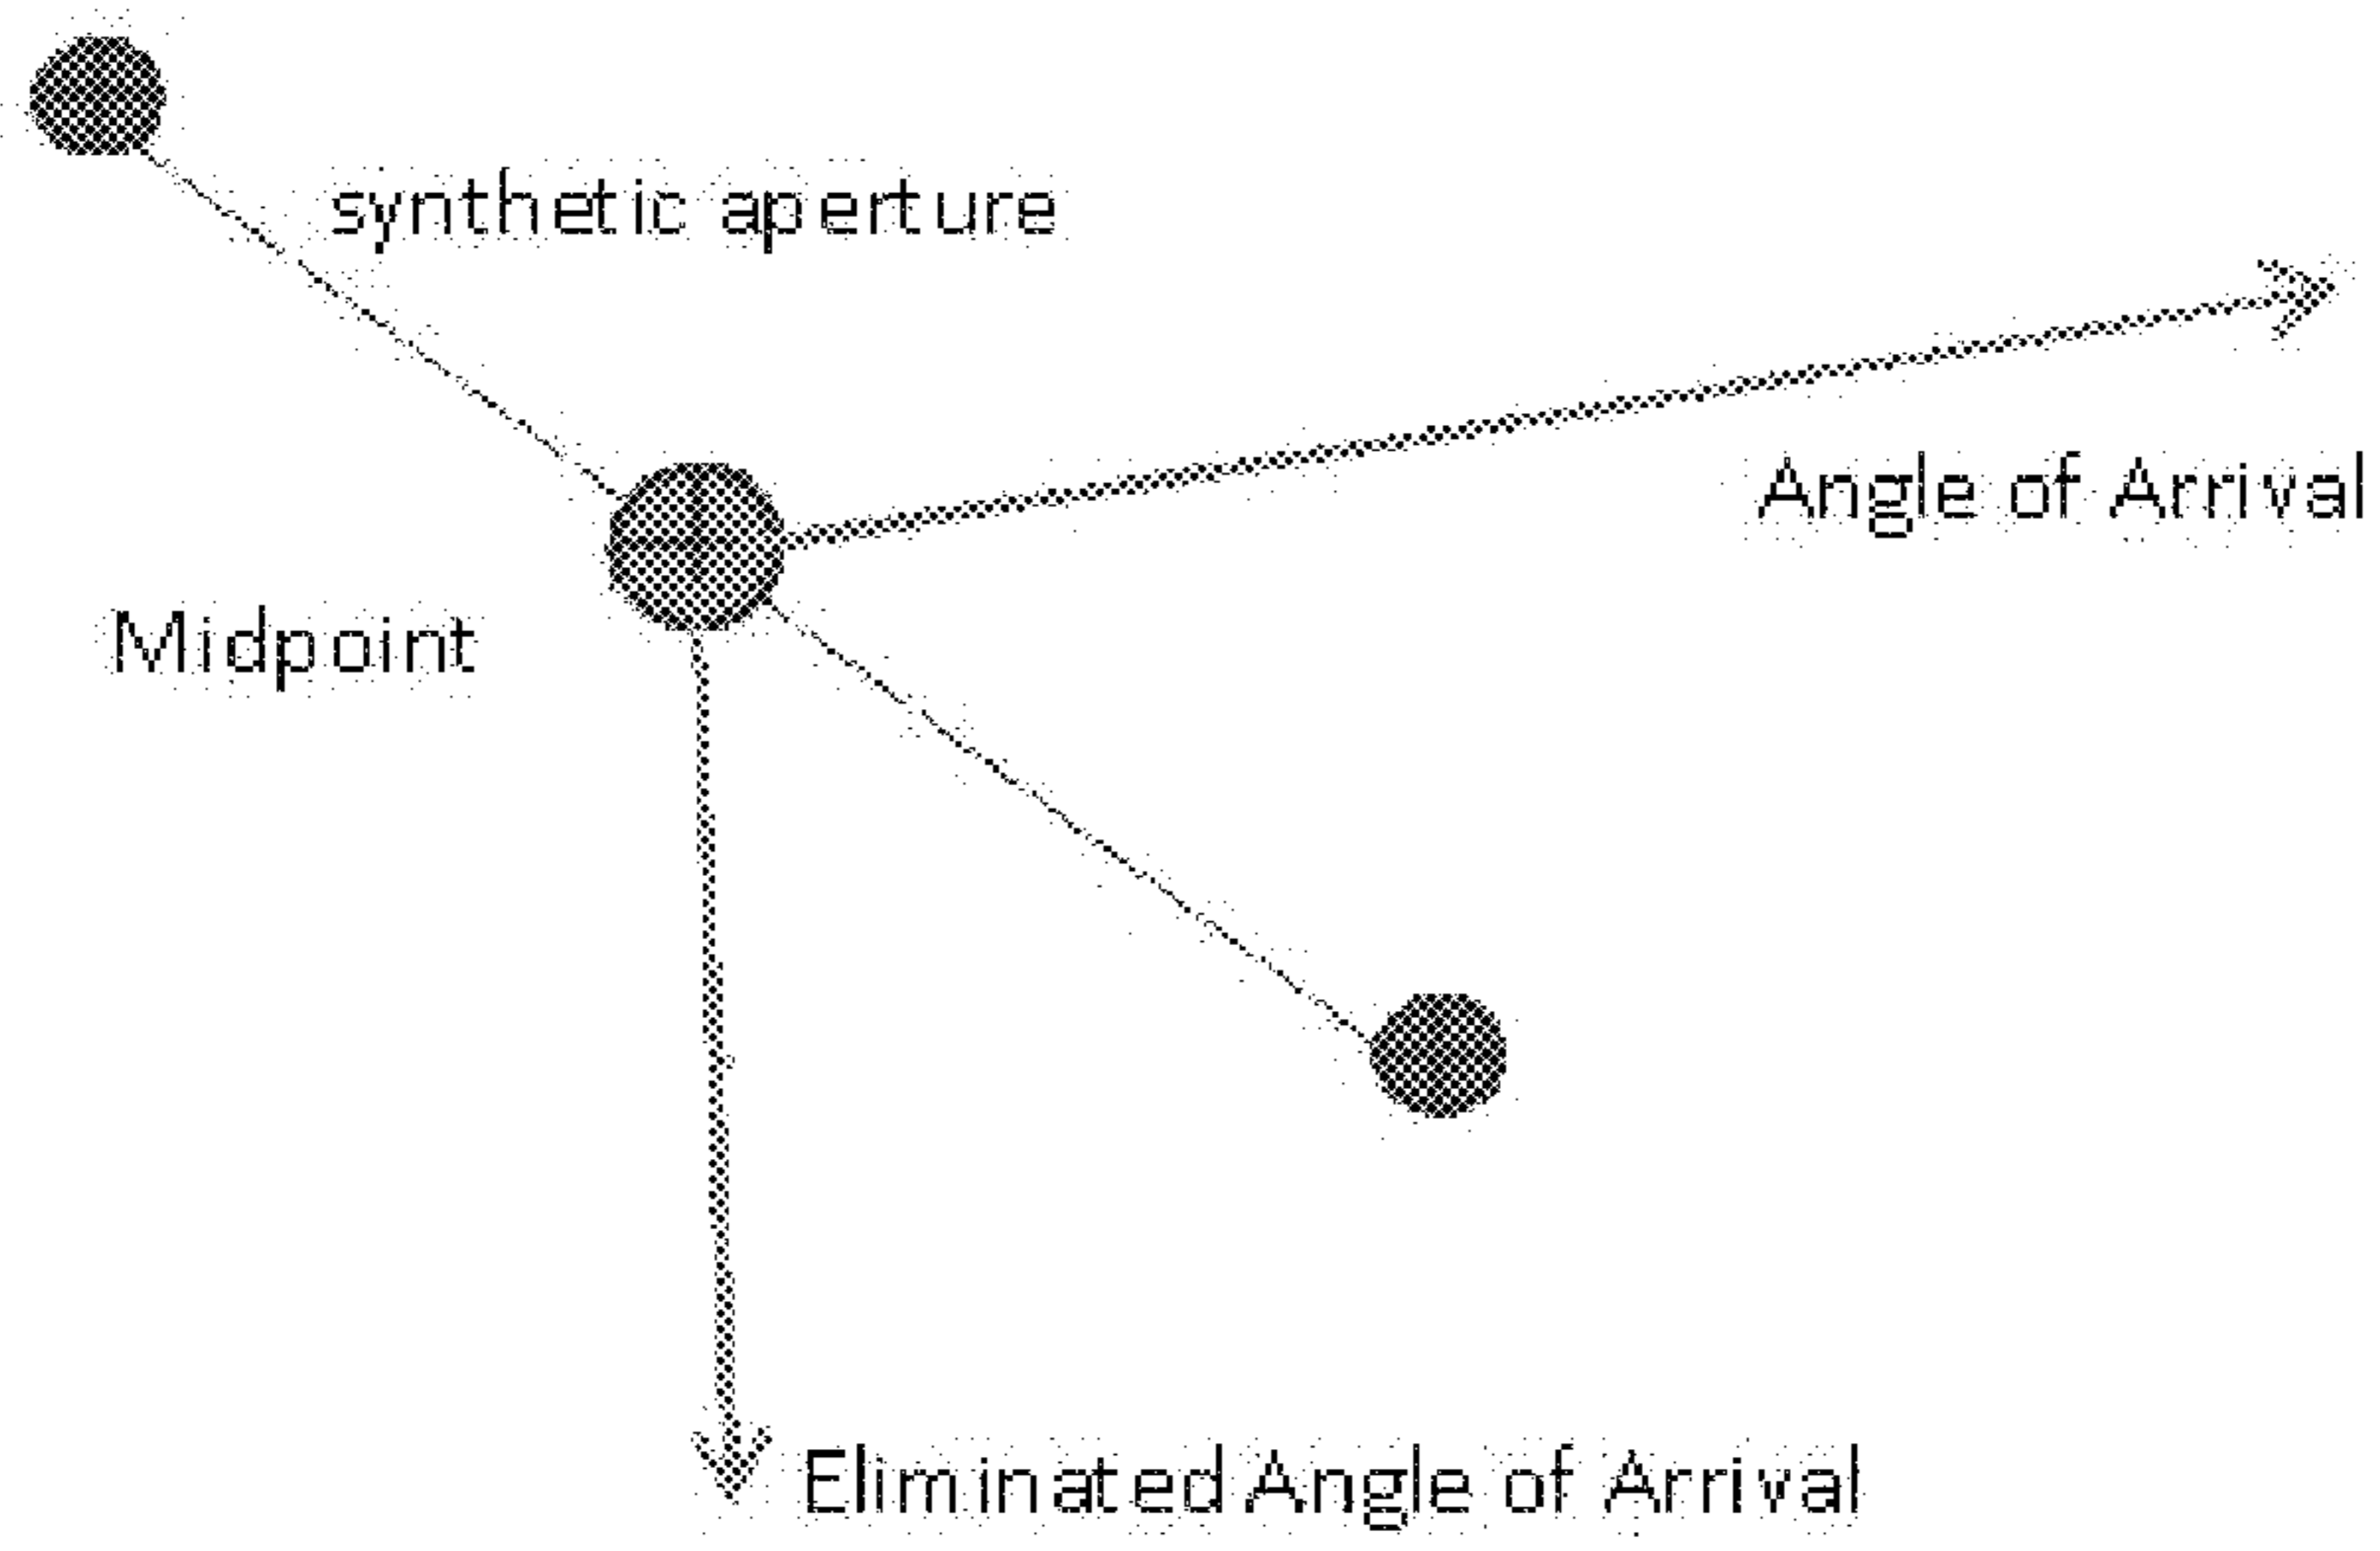 synthetic aperture
Angle of Arrival
Midpoint
Eliminated Angle of Arrival